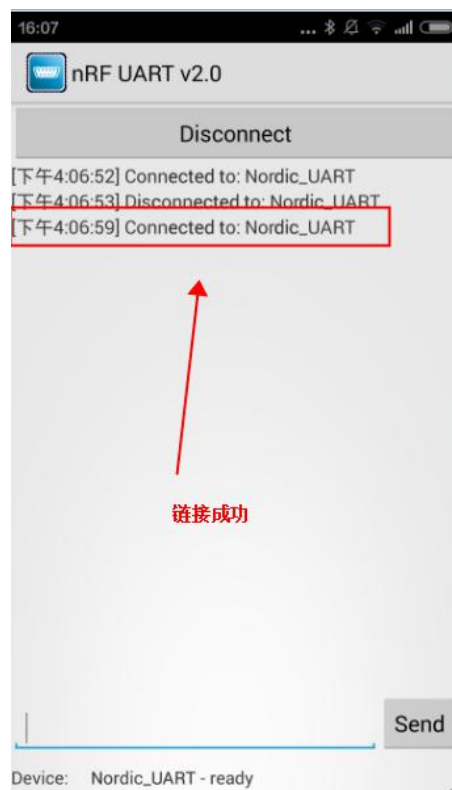 16:07
nRF UART v2.0
Disconnect
[下午4:06:52] Connected to: Nordic_UART
[下午4:06:53] Disconnected to: Nordic_UART
[下午4:06:59] Connected to: Nordic_UART
链接成功
Send
Device: Nordic_UART - ready